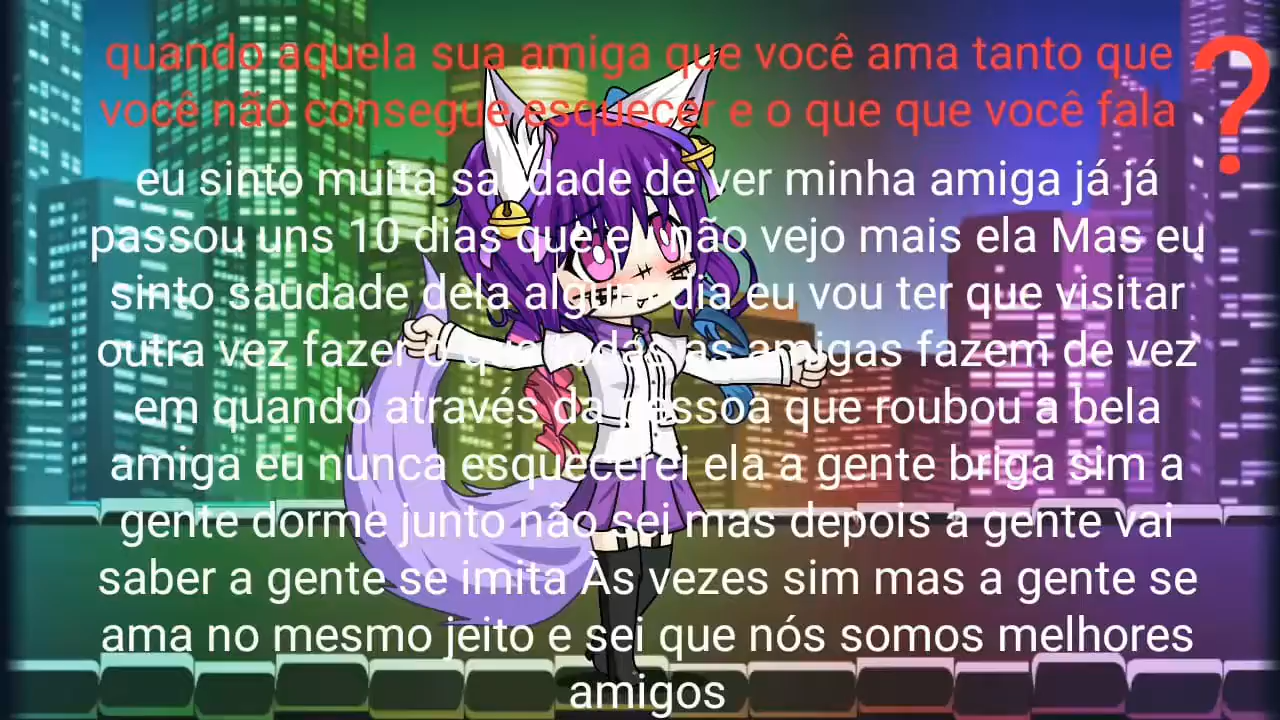 quando aquela sua amiga que você ama tanto que
você não consegue esquecer e o que que você fala ❓
eu sinto muita saudade de ver minha amiga já já
passou uns 10 dias que eu não vejo mais ela Mas eu
sinto saudade dela algum dia eu vou ter que visitar
outra vez fazer o que todas as amigas fazem de vez
em quando através da pessoa que roubou a bela
amiga eu nunca esquecerei ela a gente briga sim a
gente dorme junto não sei mas depois a gente vai
saber a gente se imita Às vezes sim mas a gente se
ama no mesmo jeito e sei que nós somos melhores
amigos